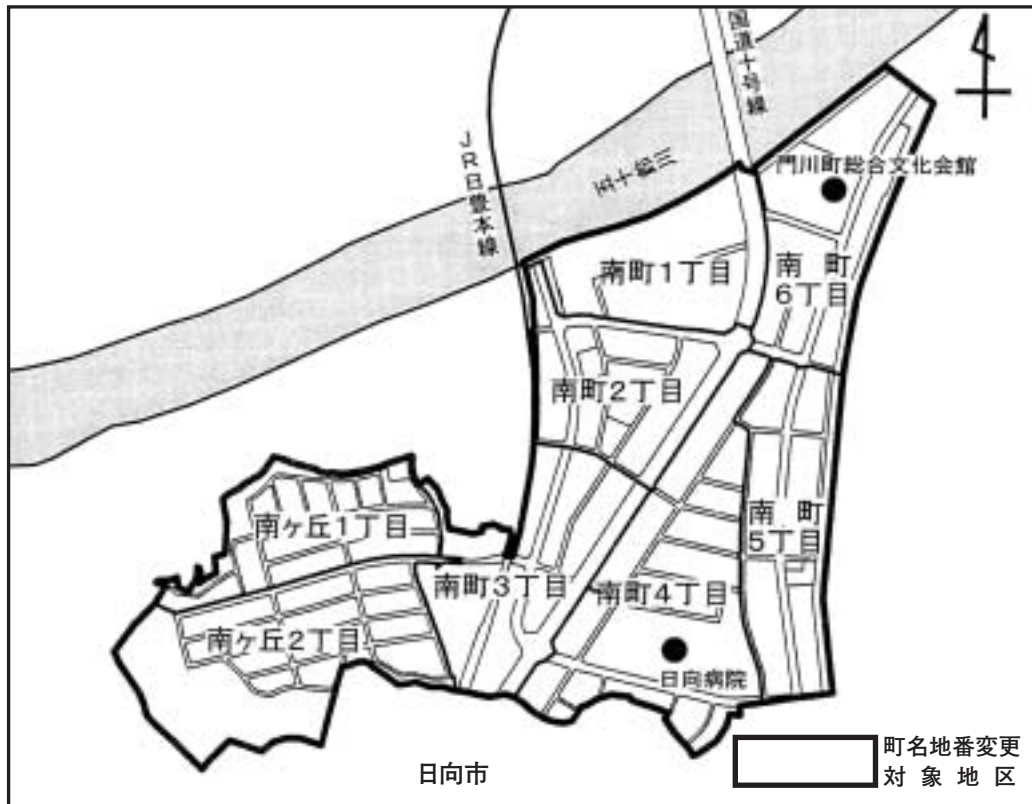 国道十号線
JR日豊本線
五十鈴川
門川町総合文化会館
南町1丁目
南町
6丁目
南町2丁目
南町
5丁目
南ヶ丘1丁目
南町3丁目
南町4丁目
南ヶ丘2丁目
日向病院
日向市
町名地番変更
対象地区